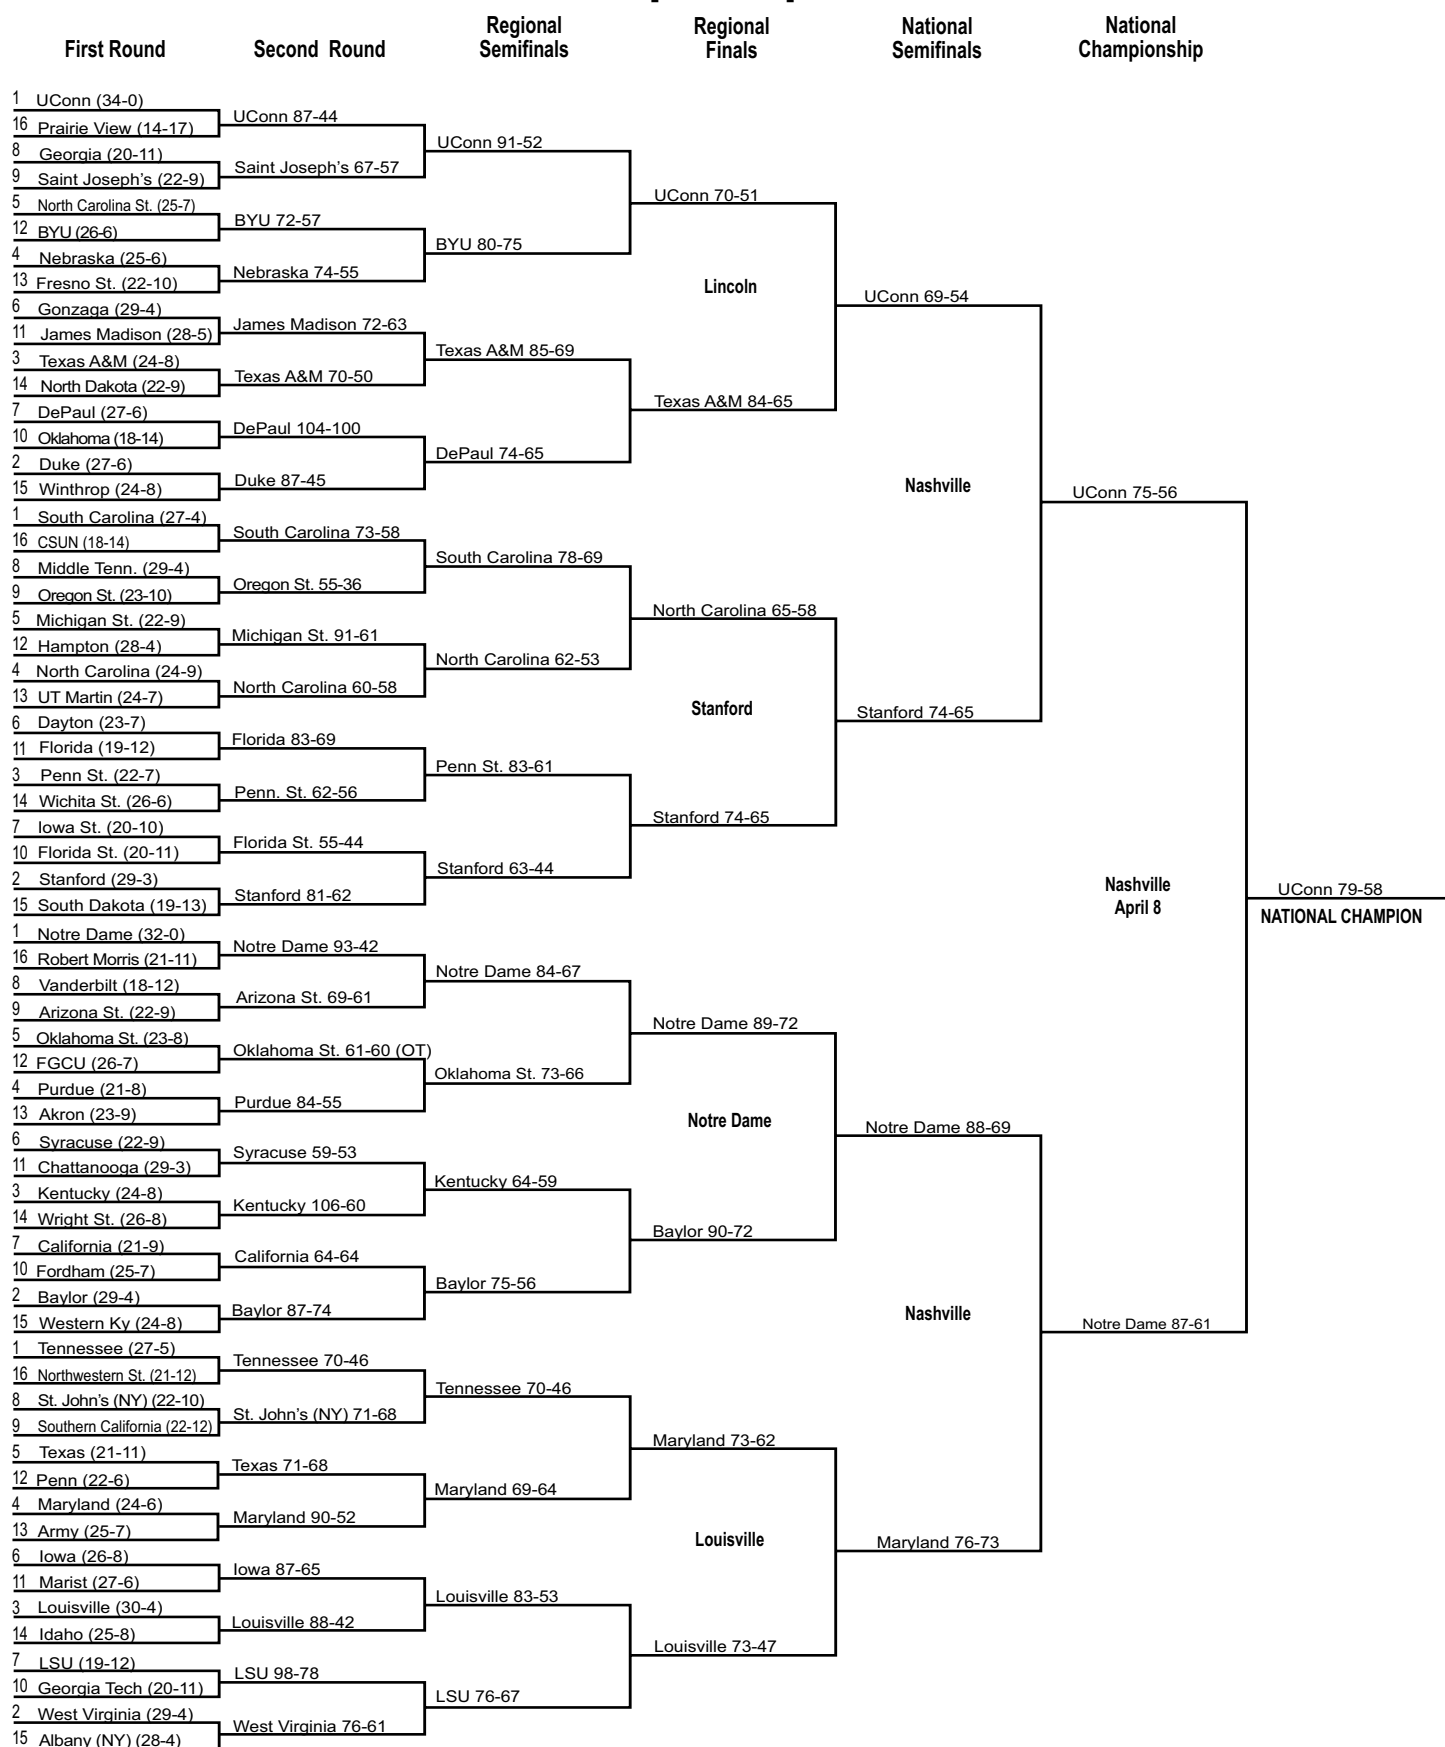 First Round
Second Round
Regional
Semifinals
Regional
Finals
National
Semifinals
National
Championship
1 UConn (34-0)
16 Prairie View (14-17)
8 Georgia (20-11)
9 Saint Joseph's (22-9)
5 North Carolina St. (25-7)
12 BYU (26-6)
4 Nebraska (25-6)
13 Fresno St. (22-10)
6 Gonzaga (29-4)
11 James Madison (28-5)
3 Texas A&M (24-8)
14 North Dakota (22-9)
7 DePaul (27-6)
10 Oklahoma (18-14)
2 Duke (27-6)
15 Winthrop (24-8)
1 South Carolina (27-4)
16 CSUN (18-14)
8 Middle Tenn. (29-4)
9 Oregon St. (23-10)
5 Michigan St. (22-9)
12 Hampton (28-4)
4 North Carolina (24-9)
13 UT Martin (24-7)
6 Dayton (23-7)
11 Florida (19-12)
3 Penn St. (22-7)
14 Wichita St. (26-6)
7 Iowa St. (20-10)
10 Florida St. (20-11)
2 Stanford (29-3)
15 South Dakota (19-13)
1 Notre Dame (32-0)
16 Robert Morris (21-11)
8 Vanderbilt (18-12)
9 Arizona St. (22-9)
5 Oklahoma St. (23-8)
12 FGCU (26-7)
4 Purdue (21-8)
13 Akron (23-9)
6 Syracuse (22-9)
11 Chattanooga (29-3)
3 Kentucky (24-8)
14 Wright St. (26-8)
7 California (21-9)
10 Fordham (25-7)
2 Baylor (29-4)
15 Western Ky (24-8)
1 Tennessee (27-5)
16 Northwestern St. (21-12)
8 St. John's (NY) (22-10)
9 Southern California (22-12)
5 Texas (21-11)
12 Penn (22-6)
4 Maryland (24-6)
13 Army (25-7)
6 Iowa (26-8)
11 Marist (27-6)
3 Louisville (30-4)
14 Idaho (25-8)
7 LSU (19-12)
10 Georgia Tech (20-11)
2 West Virginia (29-4)
15 Albany (NY) (28-4)
UConn 87-44
Saint Joseph's 67-57
BYU 72-57
Nebraska 74-55
James Madison 72-63
Texas A&M 70-50
DePaul 104-100
Duke 87-45
South Carolina 73-58
Oregon St. 55-36
Michigan St. 91-61
North Carolina 60-58
Florida 83-69
Penn. St. 62-56
Florida St. 55-44
Stanford 81-62
Notre Dame 93-42
Arizona St. 69-61
Oklahoma St. 61-60 (OT)
Purdue 84-55
Syracuse 59-53
Kentucky 106-60
California 64-64
Baylor 87-74
Tennessee 70-46
St. John's (NY) 71-68
Texas 71-68
Maryland 90-52
Iowa 87-65
Louisville 88-42
LSU 98-78
West Virginia 76-61
UConn 91-52
BYU 80-75
Texas A&M 85-69
DePaul 74-65
South Carolina 78-69
North Carolina 62-53
Penn St. 83-61
Stanford 63-44
Notre Dame 84-67
Oklahoma St. 73-66
Kentucky 64-59
Baylor 75-56
Tennessee 70-46
Maryland 69-64
Louisville 83-53
LSU 76-67
UConn 70-51
Lincoln
Texas A&M 84-65
North Carolina 65-58
Stanford
Stanford 74-65
Notre Dame 89-72
Notre Dame
Baylor 90-72
Maryland 73-62
Louisville
Louisville 73-47
UConn 69-54
Nashville
Stanford 74-65
Notre Dame 88-69
Nashville
Maryland 76-73
UConn 75-56
Nashville
April 8
Notre Dame 87-61
UConn 79-58
NATIONAL CHAMPION